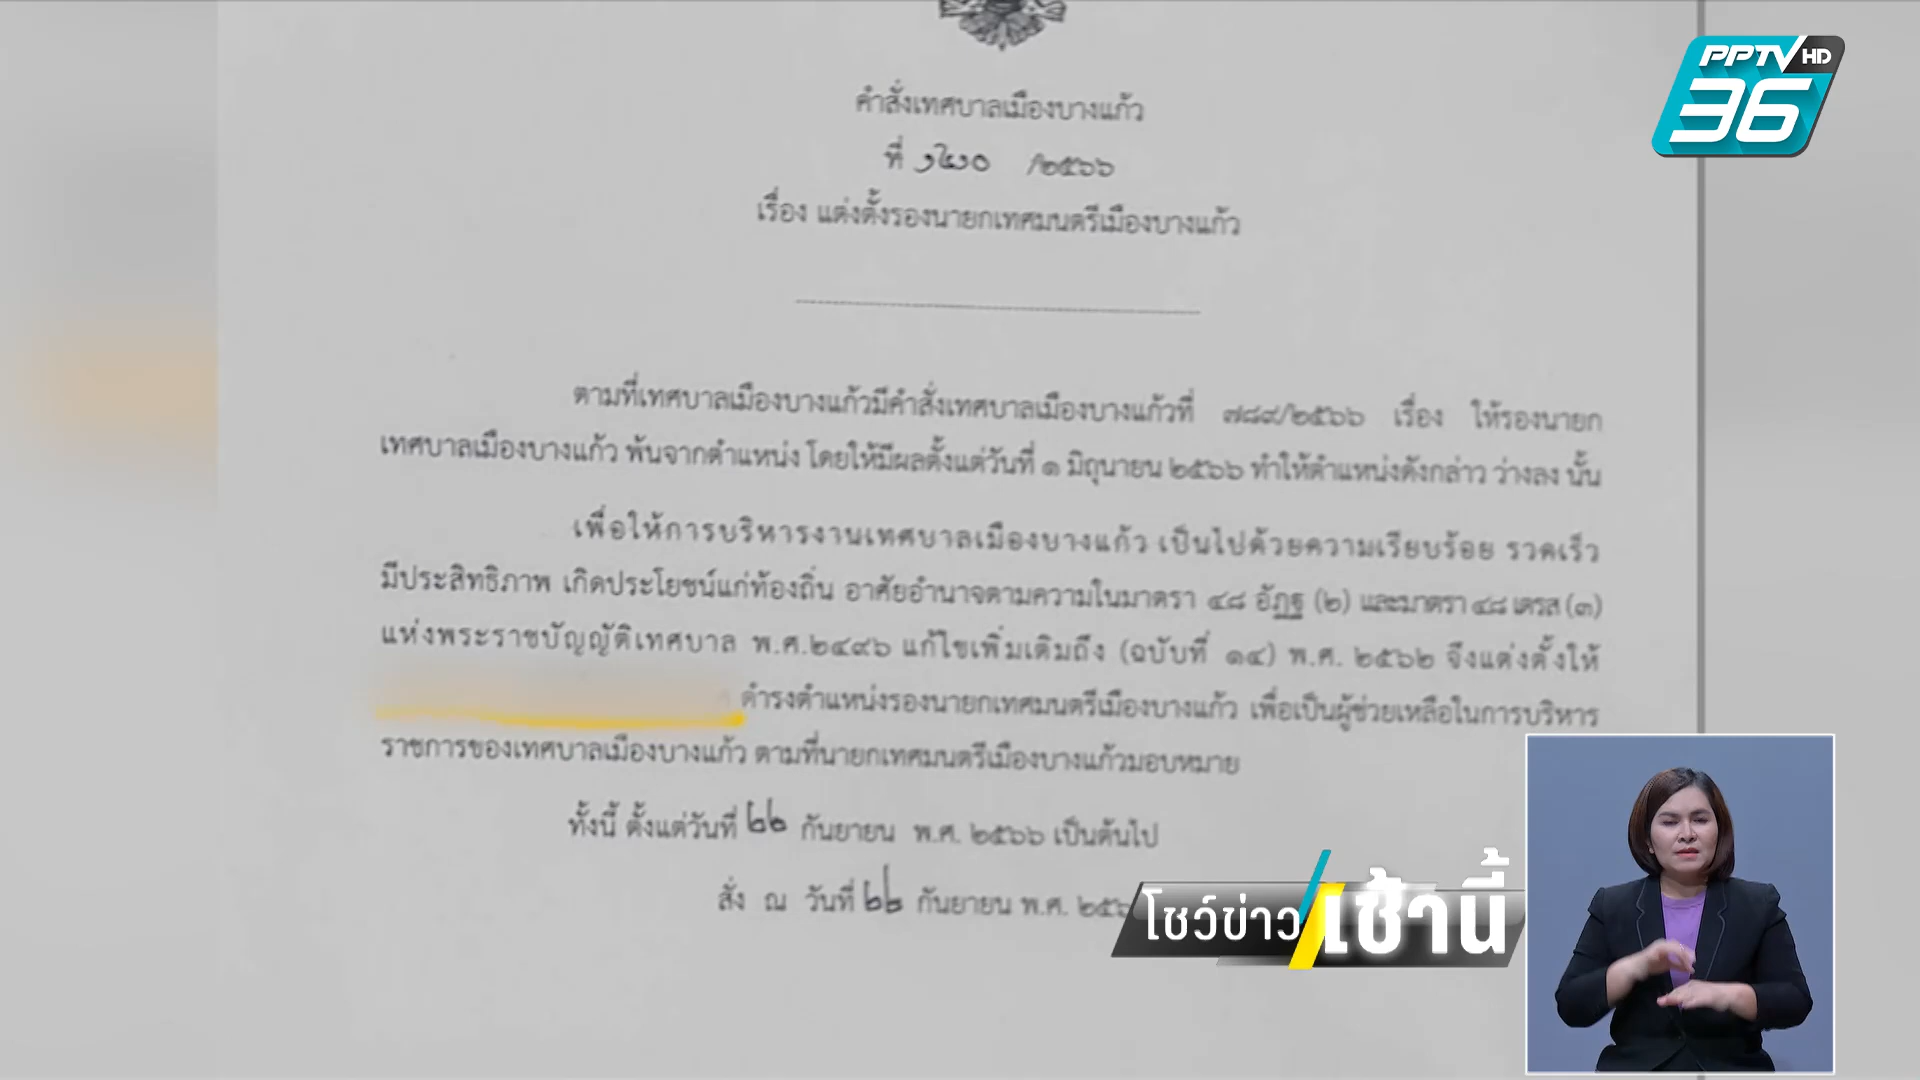 PPTV HD
36
คำสั่งเทศบาลเมืองบางแก้ว
ที่ /๒๕๖๖
เรื่อง แต่งตั้งรองนายกเทศมนตรีเมืองบางแก้ว
ตามที่เทศบาลเมืองบางแก้วมีคำสั่งเทศบาลเมืองบางแก้วที่ ๗๘๙/๒๕๖๖ เรื่อง ให้รองนายก
เทศบาลเมืองบางแก้ว พ้นจากตำแหน่ง โดยให้มีผลตั้งแต่วันที่ ๑ มิถุนายน ๒๕๖๖ ทำให้ตำแหน่งดังกล่าว ว่างลง นั้น
เพื่อให้การบริหารงานเทศบาลเมืองบางแก้ว เป็นไปด้วยความเรียบร้อย รวดเร็ว
มีประสิทธิภาพ เกิดประโยชน์แก่ท้องถิ่น อาศัยอำนาจตามความในมาตรา ๔๘ อัฏฐ (๒) และมาตรา ๔๘ เตรส (๓)
แห่งพระราชบัญญัติเทศบาล พ.ศ.๒๔๙๖ แก้ไขเพิ่มเติมถึง (ฉบับที่ ๑๔) พ.ศ. ๒๕๖๒ จึงแต่งตั้งให้
ดำรงตำแหน่งรองนายกเทศมนตรีเมืองบางแก้ว เพื่อเป็นผู้ช่วยเหลือในการบริหาร
ราชการของเทศบาลเมืองบางแก้ว ตามที่นายกเทศมนตรีเมืองบางแก้วมอบหมาย
ทั้งนี้ ตั้งแต่วันที่ ๒๒ กันยายน พ.ศ. ๒๕๖๖ เป็นต้นไป
สั่ง ณ วันที่ ๒๒ กันยายน พ.ศ. ๒๕๖
โชว์ข่าว เช้านี้